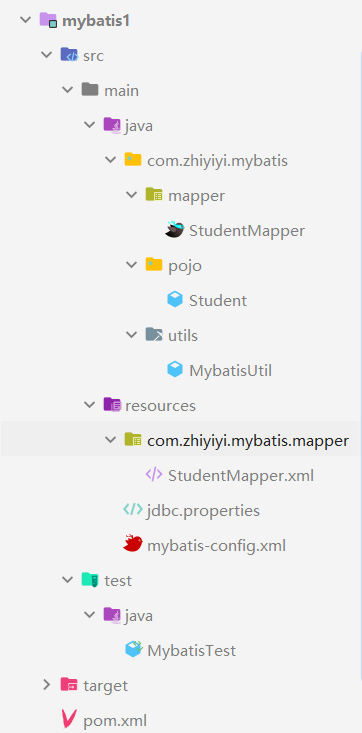 mybatis1
src
main
java
com.zhiyiyi.mybatis
mapper
StudentMapper
pojo
Student
utils
MybatisUtil
resources
com.zhiyiyi.mybatis.mapper
StudentMapper.xml
jdbc.properties
mybatis-config.xml
test
java
MybatisTest
target
pom.xml